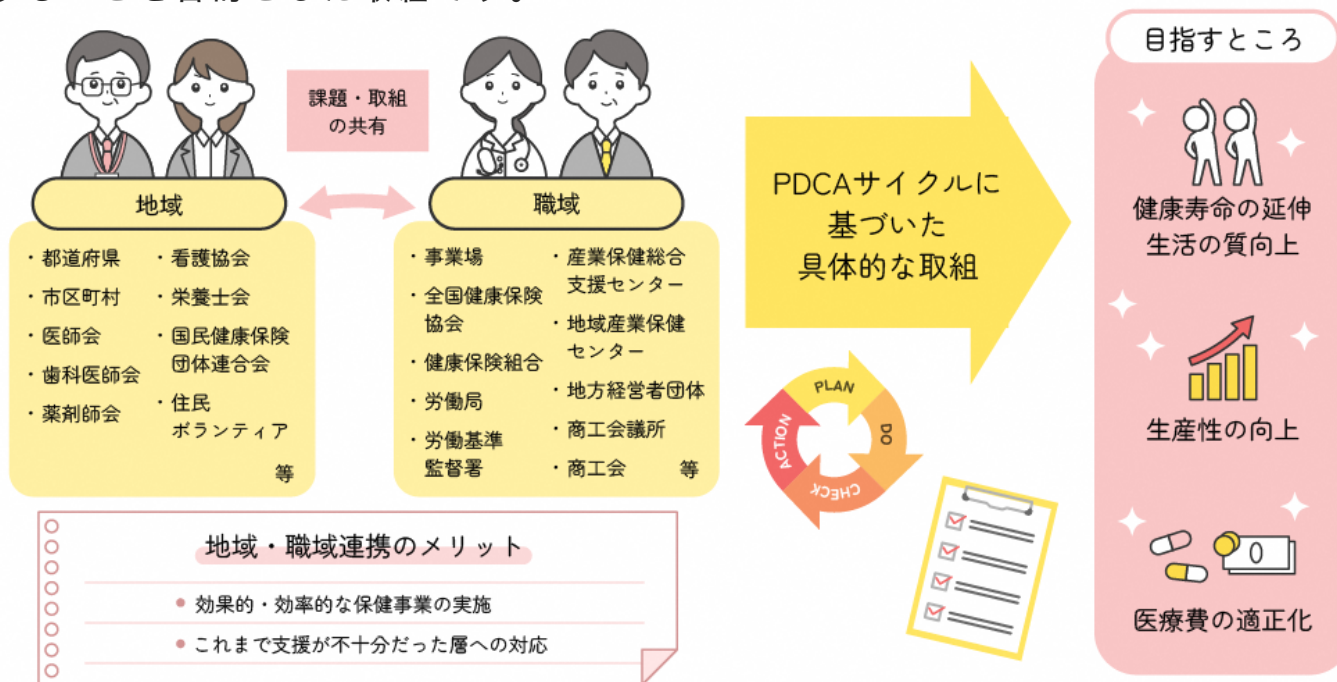 課題・取組
の共有
地域
・都道府県
・市区町村
・医師会
・歯科医師会
・薬剤師会
・看護協会
・栄養士会
・国民健康保険
団体連合会
・住民
ボランティア
等
職域
・事業場
・全国健康保険
協会
・健康保険組合
・労働局
・労働基準
監督署
・産業保健総合
支援センター
・地域産業保健
センター
・地方経営者団体
・商工会議所
・商工会 等
地域・職域連携のメリット
● 効果的・効率的な保健事業の実施
● これまで支援が不十分だった層への対応
PDCAサイクルに
基づいた
具体的な取組
PLAN
DO
CHECK
ACTION
目指すところ
健康寿命の延伸
生活の質向上
生産性の向上
0
医療費の適正化